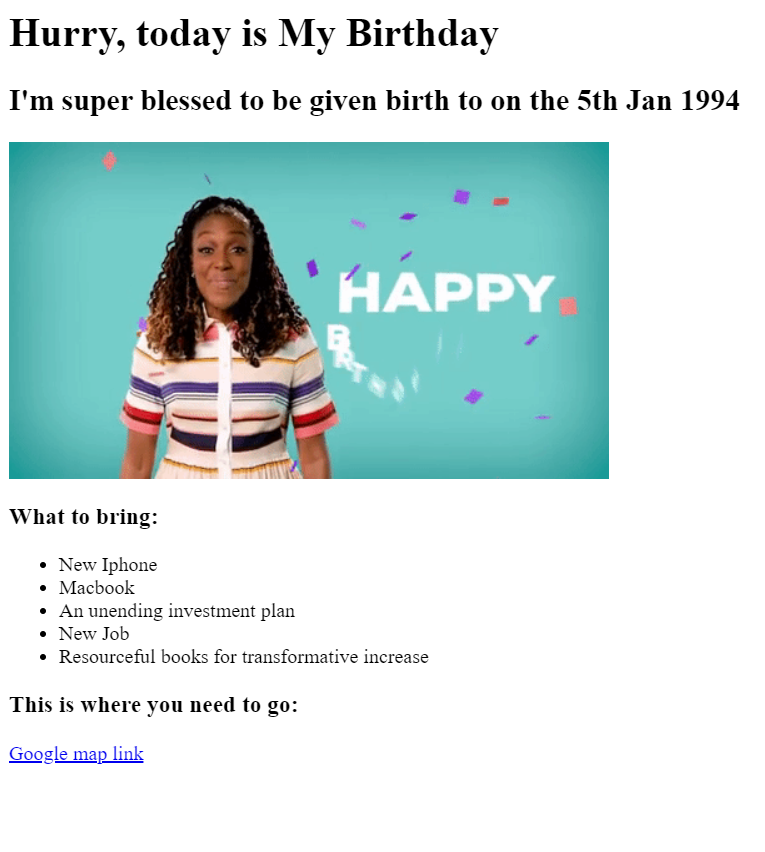 Hurry, today is My Birthday
I'm super blessed to be given birth to on the 5th Jan 1994
HAPPY
What to bring:
New Iphone
Macbook
An unending investment plan
New Job
Resourceful books for transformative increase
This is where you need to go:
Google map link